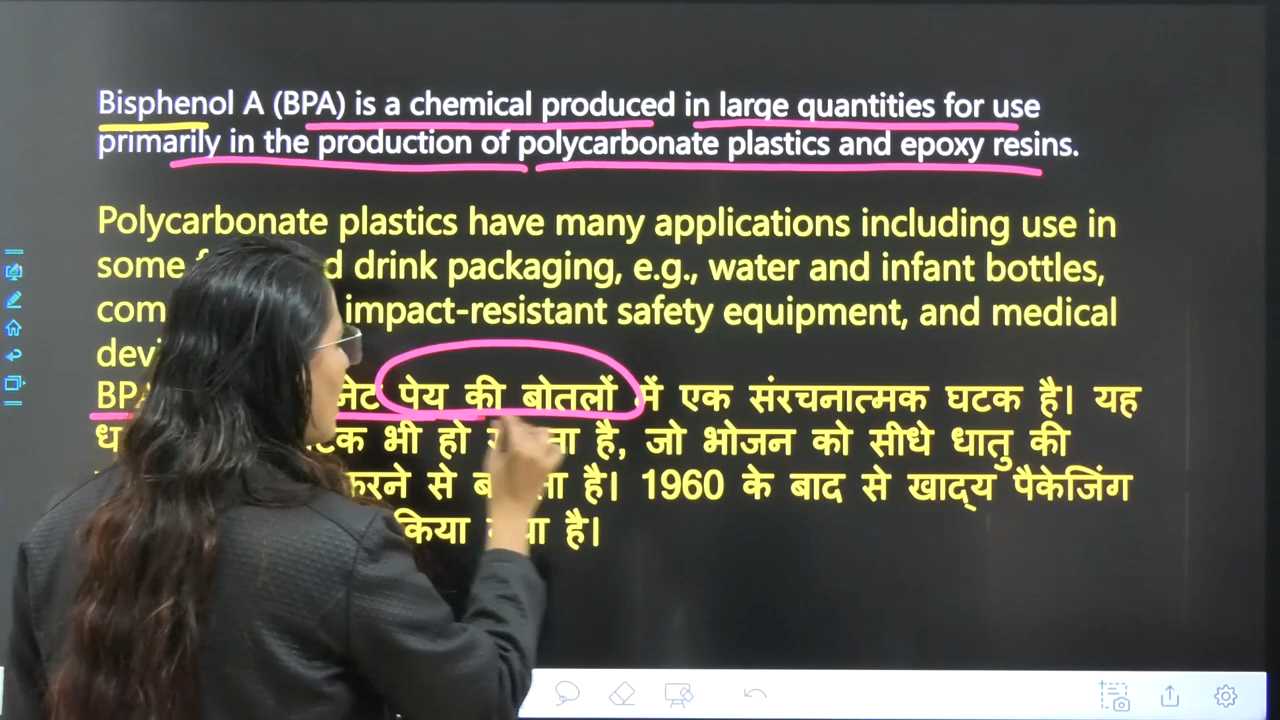 Bisphenol A (BPA) is a chemical produced in large quantities for use
primarily in the production of polycarbonate plastics and epoxy resins.
Polycarbonate plastics have many applications including use in
some drink packaging, e.g., water and infant bottles,
impact-resistant safety equipment, and medical
BPA पेय की बोतलों में एक संरचनात्मक घटक है। यह
भी हो है, जो भोजन को सीधे धातु की
करने से है। 1960 के बाद से खाद्य पैकेजिंग
किया है।